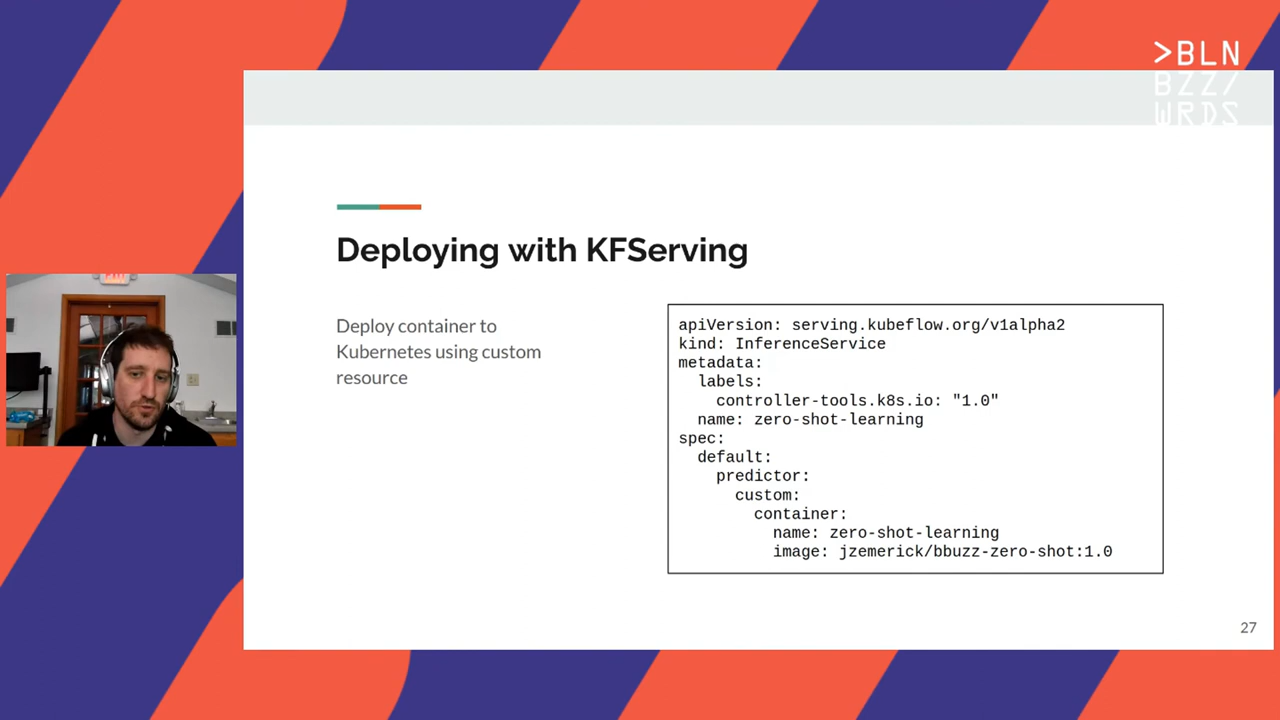 >BLN
BZZ/
WRDS
Deploying with KFServing
Deploy container to
Kubernetes using custom
resource
apiVersion: serving.kubeflow.org/v1alpha2
kind: InferenceService
metadata:
  labels:
    controller-tools.k8s.io: "1.0"
  name: zero-shot-learning
spec:
  default:
    predictor:
      custom:
        container:
          name: zero-shot-learning
          image: jzemerick/bbuzz-zero-shot:1.0
27